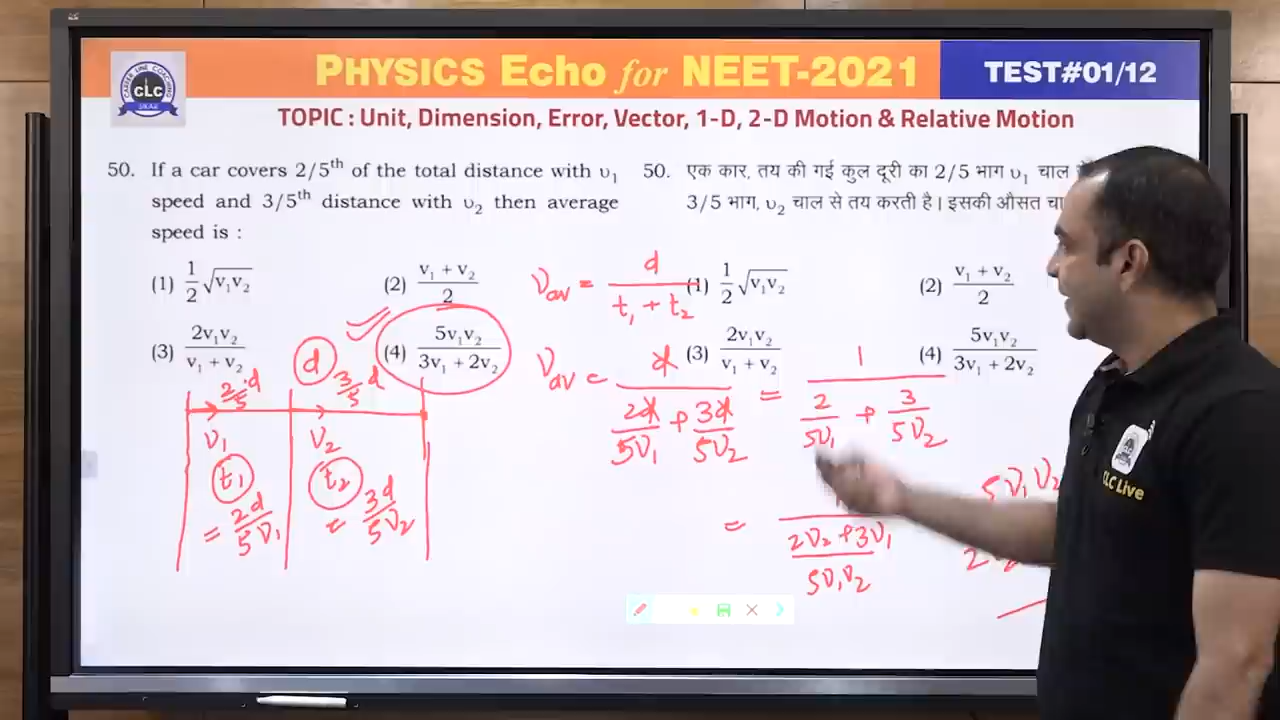 PHYSICS Echo for NEET-2021
TEST#01/12
CLC
TOPIC : Unit, Dimension, Error, Vector, 1-D, 2-D Motion & Relative Motion
50. If a car covers 2/5th of the total distance with υ₁
speed and 3/5th distance with υ₂ then average
speed is :
(1) 1/2 √v₁v₂
(2) (v₁ + v₂)/2
(3) 2v₁v₂/(v₁ + v₂)
(4) 5v₁v₂/(3v₁ + 2v₂)
50. एक कार, तय की गई कुल दूरी का 2/5 भाग υ₁ चाल
3/5 भाग, υ₂ चाल से तय करती है। इसकी औसत
(1) 1/2 √v₁v₂
(2) (v₁ + v₂)/2
(3) 2v₁v₂/(v₁ + v₂)
(4) 5v₁v₂/(3v₁ + 2v₂)
d
2/5 d
3/5 d
v₁
v₂
t₁
t₂
= 2d/5v₁
= 3d/5v₂
v_av = d/(t₁ + t₂)
v_av = d/(2d/5v₁ + 3d/5v₂) = 1/(2/5v₁ + 3/5v₂)
= /((2v₂ + 3v₁)/5v₁v₂)
5v₁v₂
CLC Live